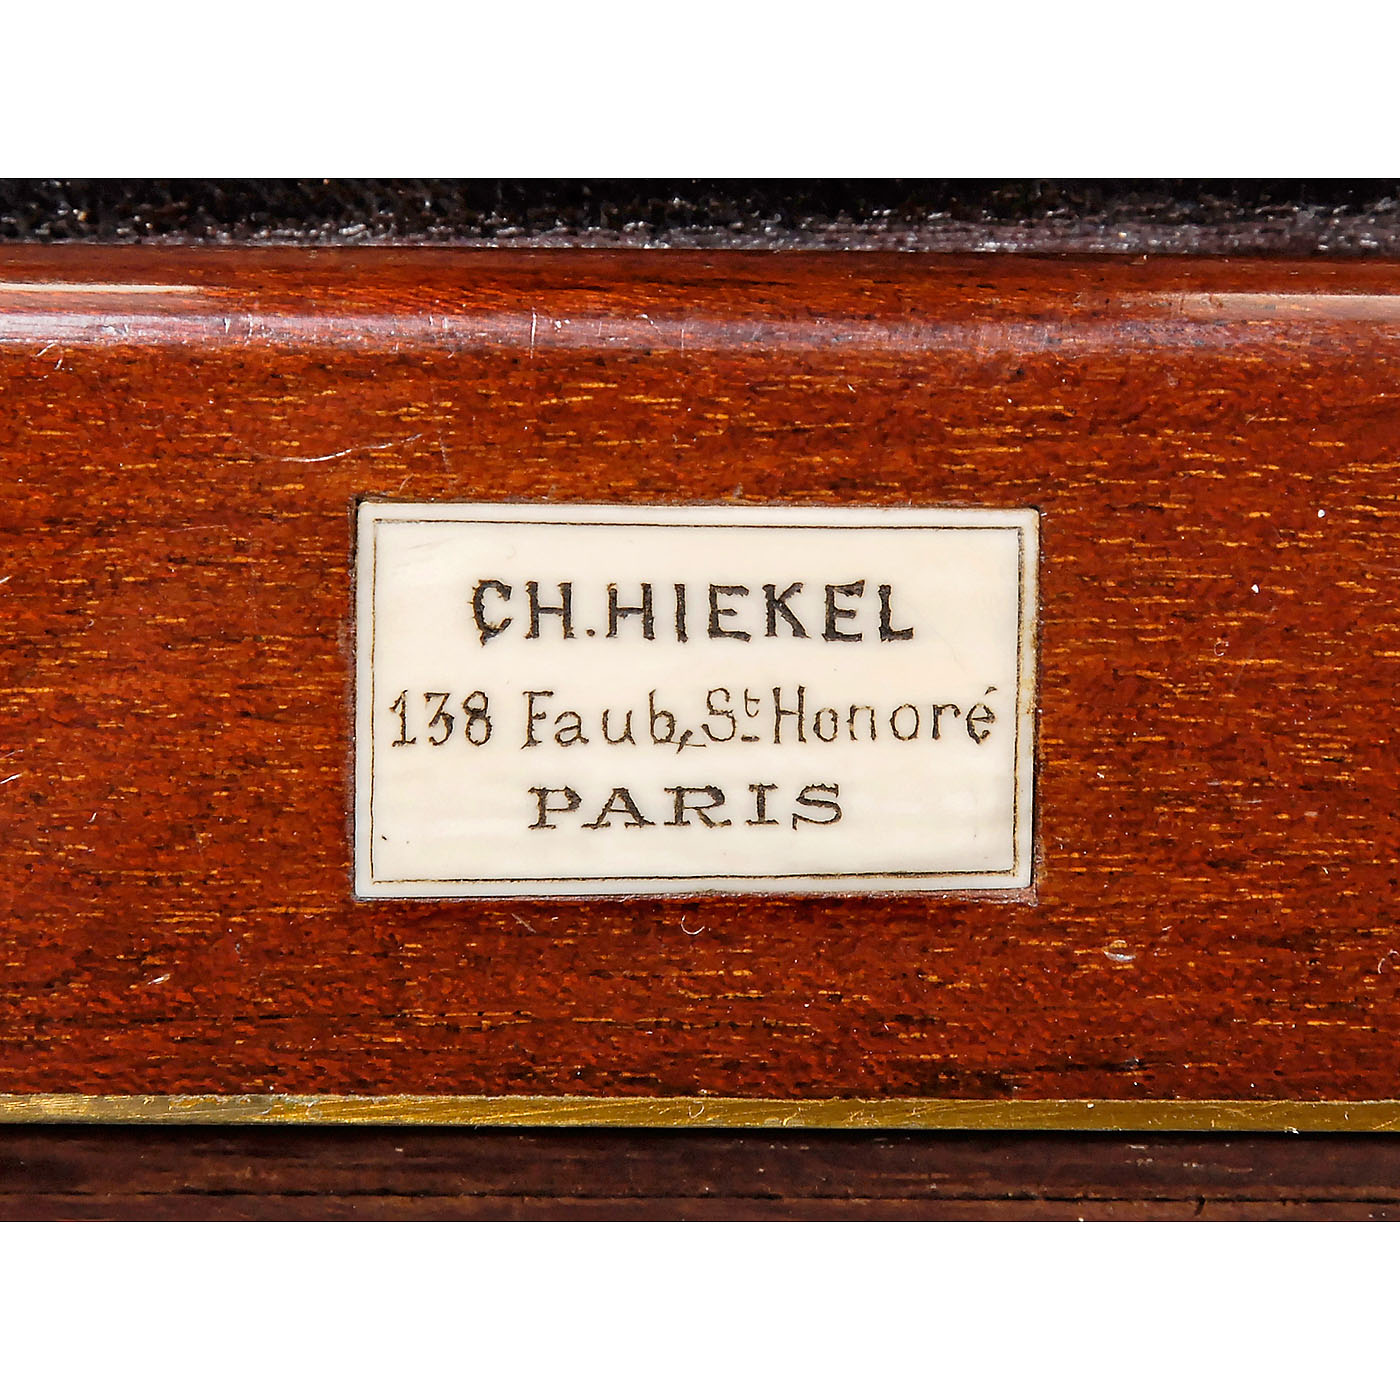 CH. HIEKEL
138 Faub, St Honoré
PARIS